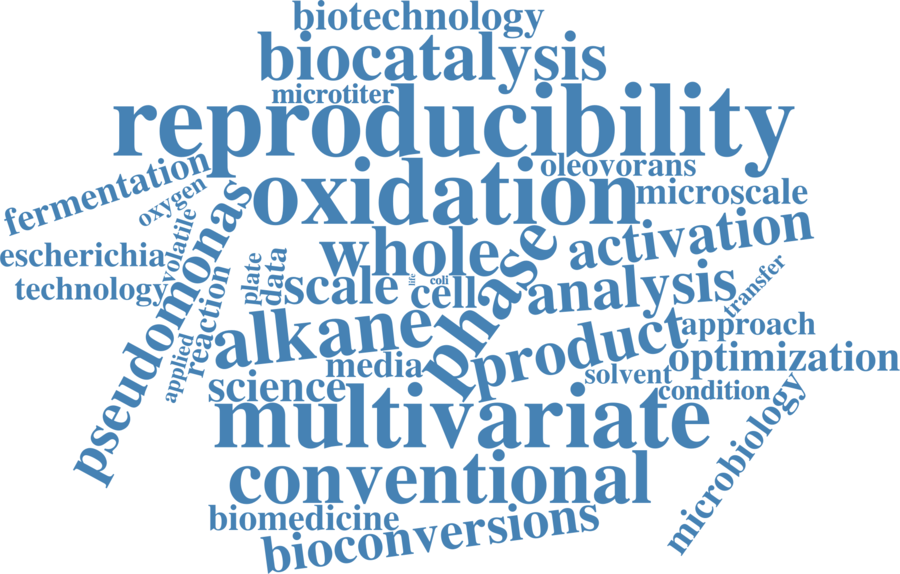 biotechnology
biocatalysis
microtiter
reproducibility
oleovorans
fermentation
oxygen
oxidation
microscale
volatile
pseudomonas
escherichia
whole
phase
activation
technology
plate
data
scale
life
coli
cell
analysis
transfer
reaction
applied
alkane
product
approach
media
optimization
solvent
science
condition
multivariate
microbiology
conventional
biomedicine
bioconversions